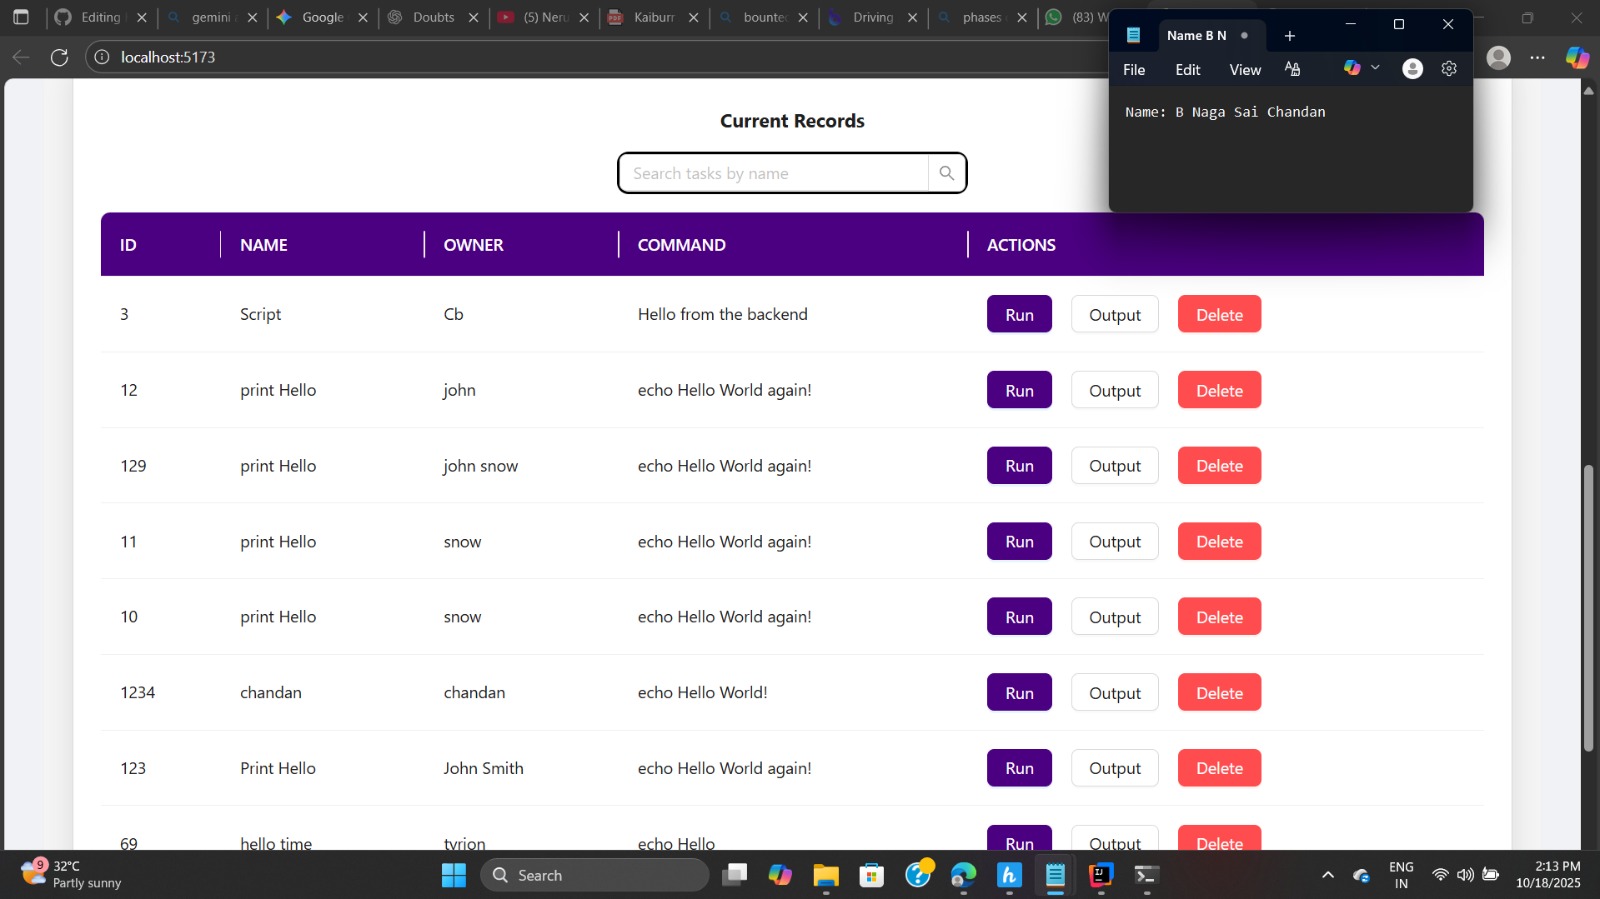 Editing
gemini
Google
Doubts
(5) Neru
Kaiburr
bounted
Driving
phases
(83) W
localhost:5173
Name B N
File Edit View
Name: B Naga Sai Chandan
Current Records
Search tasks by name
ID NAME OWNER COMMAND ACTIONS
3 Script Cb Hello from the backend Run Output Delete
12 print Hello john echo Hello World again! Run Output Delete
129 print Hello john snow echo Hello World again! Run Output Delete
11 print Hello snow echo Hello World again! Run Output Delete
10 print Hello snow echo Hello World again! Run Output Delete
1234 chandan chandan echo Hello World! Run Output Delete
123 Print Hello John Smith echo Hello World again! Run Output Delete
69 hello time tyrion echo Hello Run Output Delete
9
32°C
Partly sunny
Search
ENG
IN
2:13 PM
10/18/2025